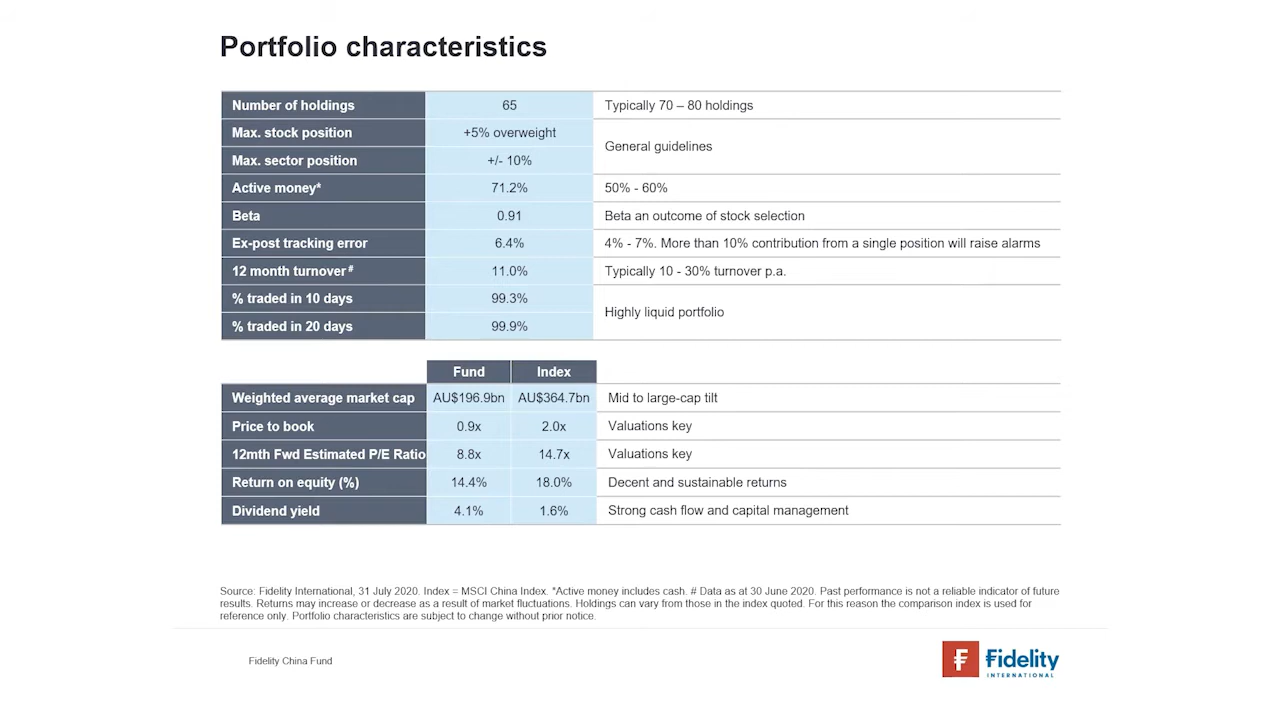 Portfolio characteristics
Number of holdings 65 Typically 70 – 80 holdings
Max. stock position +5% overweight
General guidelines
Max. sector position +/- 10%
Active money* 71.2% 50% - 60%
Beta 0.91 Beta an outcome of stock selection
Ex-post tracking error 6.4% 4% - 7%. More than 10% contribution from a single position will raise alarms
12 month turnover # 11.0% Typically 10 - 30% turnover p.a.
% traded in 10 days 99.3%
Highly liquid portfolio
% traded in 20 days 99.9%
Fund Index
Weighted average market cap AU$196.9bn AU$364.7bn Mid to large-cap tilt
Price to book 0.9x 2.0x Valuations key
12mth Fwd Estimated P/E Ratio 8.8x 14.7x Valuations key
Return on equity (%) 14.4% 18.0% Decent and sustainable returns
Dividend yield 4.1% 1.6% Strong cash flow and capital management
Source: Fidelity International, 31 July 2020. Index = MSCI China Index. *Active money includes cash. # Data as at 30 June 2020. Past performance is not a reliable indicator of future
results. Returns may increase or decrease as a result of market fluctuations. Holdings can vary from those in the index quoted. For this reason the comparison index is used for
reference only. Portfolio characteristics are subject to change without prior notice.
Fidelity China Fund
Fidelity
INTERNATIONAL